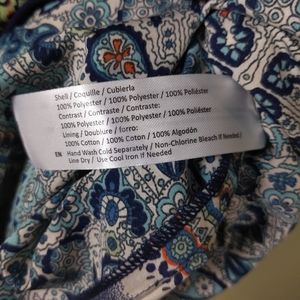 Shell / Coquille / Cubierla
100% Polyester / 100% Polyester / 100% Poliéster
Contrast / Contraste / Contraste:
100% Polyester / 100% Polyester / 100% Poliéster
Lining / Doublure / forro:
100% Cotton / 100% Coton / 100% Algodón
EN Hand Wash Cold Separately / Non-Chlorine Bleach (If Needed) /
Line Dry / Use Cool Iron If Needed